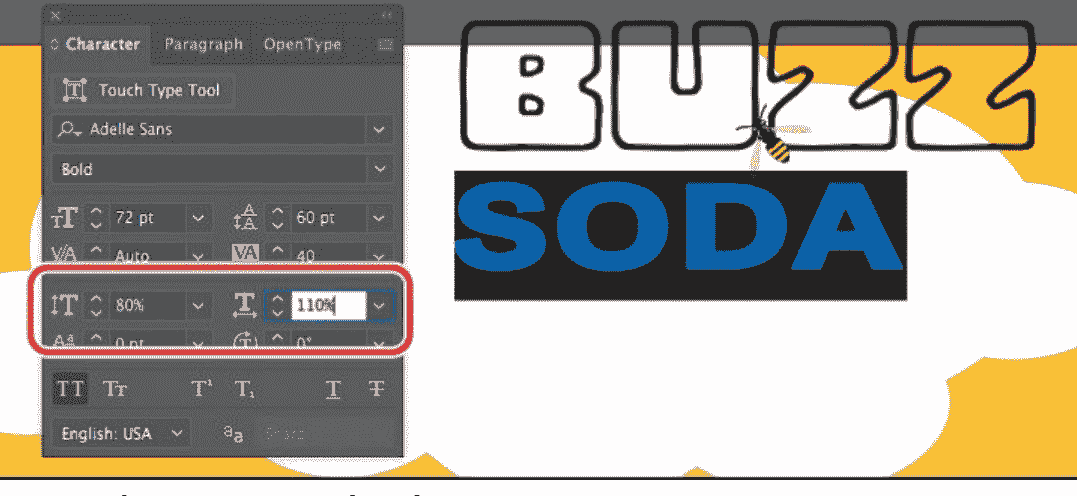 Character Paragraph OpenType
Touch Type Tool
Adelle Sans
Bold
72 pt 60 pt
Auto 40
80% 110%
0 pt 0°
English: USA
BUZZ
SODA